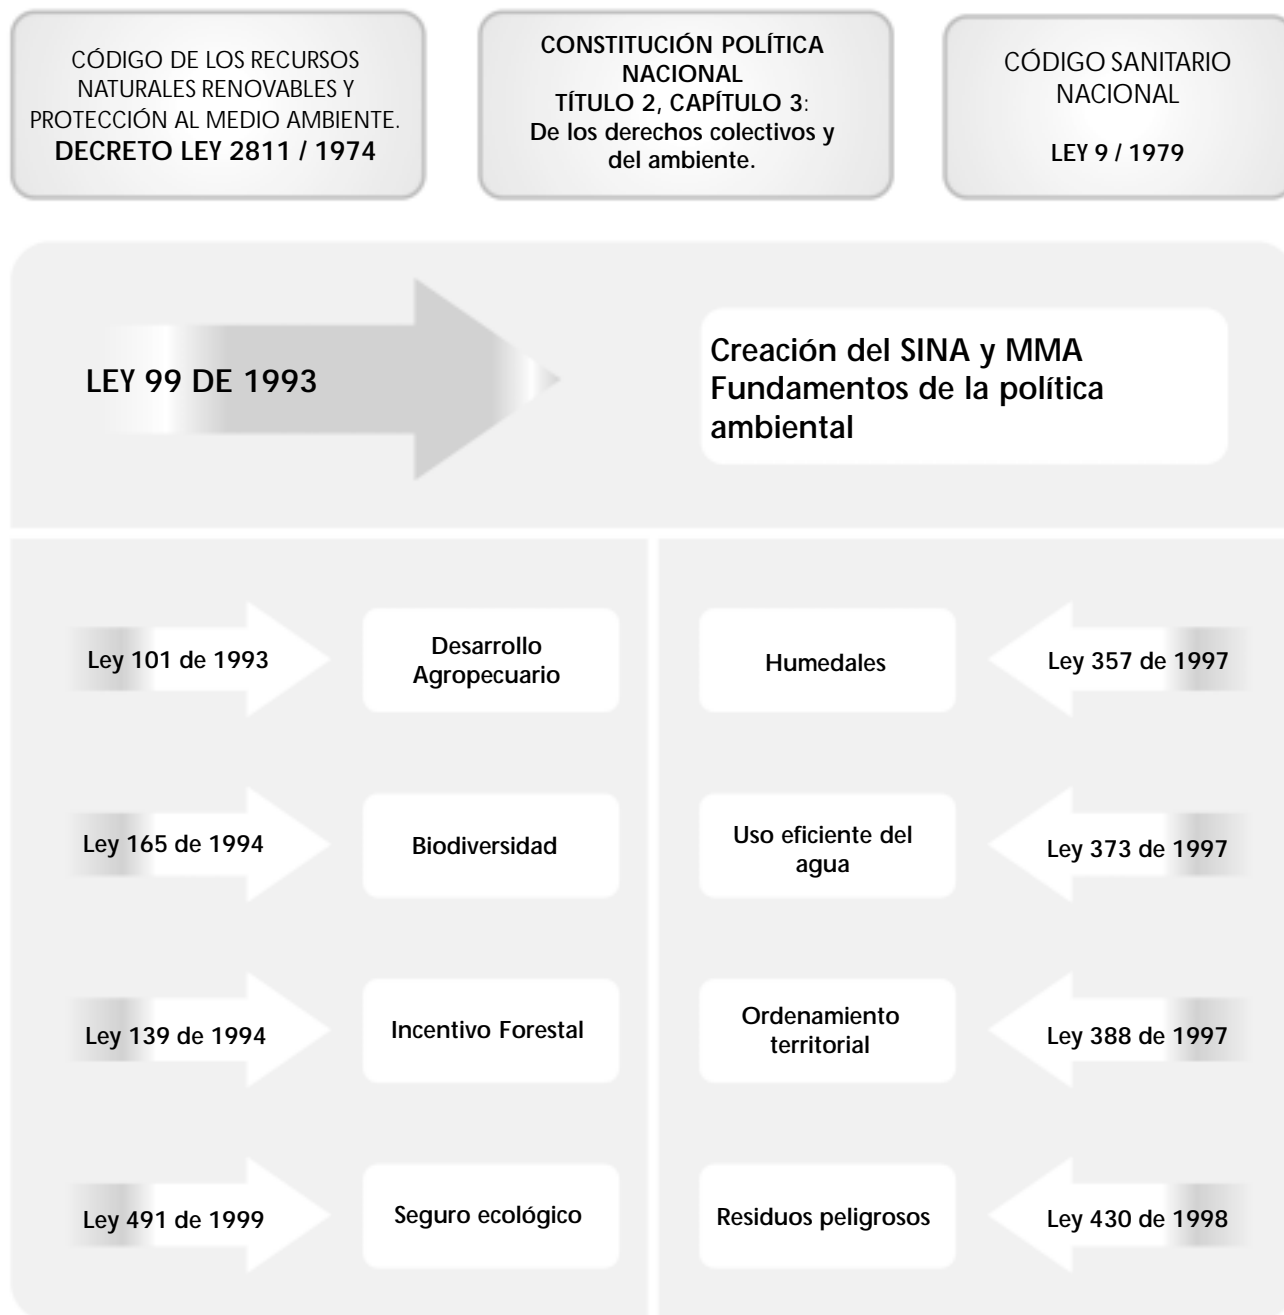 CÓDIGO DE LOS RECURSOS
NATURALES RENOVABLES Y
PROTECCIÓN AL MEDIO AMBIENTE.
DECRETO LEY 2811 / 1974
CONSTITUCIÓN POLÍTICA
NACIONAL
TÍTULO 2, CAPÍTULO 3:
De los derechos colectivos y
del ambiente.
CÓDIGO SANITARIO
NACIONAL
LEY 9 / 1979
LEY 99 DE 1993
Creación del SINA y MMA
Fundamentos de la política
ambiental
Ley 101 de 1993
Desarrollo
Agropecuario
Humedales
Ley 357 de 1997
Ley 165 de 1994
Biodiversidad
Uso eficiente del
agua
Ley 373 de 1997
Ley 139 de 1994
Incentivo Forestal
Ordenamiento
territorial
Ley 388 de 1997
Ley 491 de 1999
Seguro ecológico
Residuos peligrosos
Ley 430 de 1998